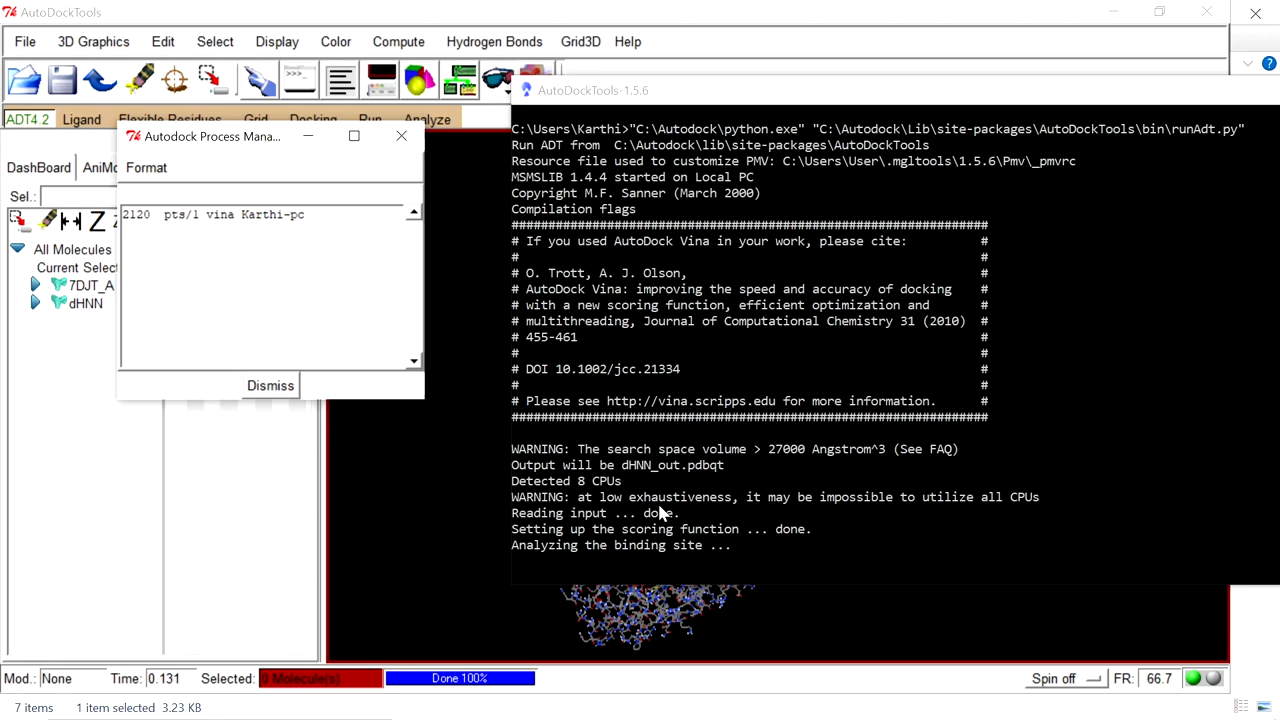 AutoDockTools
File 3D Graphics Edit Select Display Color Compute Hydrogen Bonds Grid3D Help
AutoDockTools-1.5.6
ADT4.2 Ligand Flexible Residues Grid Docking Run Analyze
Autodock Process Mana...
Format
2120 pts/1 vina Karthi-pc
Dismiss
DashBoard AniMo
Sel.:
All Molecules
Current Select
7DJT_A
dHNN
C:\Users\Karthi>"C:\Autodock\python.exe" "C:\Autodock\Lib\site-packages\AutoDockTools\bin\runAdt.py"
Run ADT from C:\Autodock\lib\site-packages\AutoDockTools
Resource file used to customize PMV: C:\Users\User\.mgltools\1.5.6\Pmv\_pmvrc
MSMSLIB 1.4.4 started on Local PC
Copyright M.F. Sanner (March 2000)
Compilation flags
#################################################################
# If you used AutoDock Vina in your work, please cite: #
# #
# O. Trott, A. J. Olson, #
# AutoDock Vina: improving the speed and accuracy of docking #
# with a new scoring function, efficient optimization and #
# multithreading, Journal of Computational Chemistry 31 (2010) #
# 455-461 #
# #
# DOI 10.1002/jcc.21334 #
# #
# Please see http://vina.scripps.edu for more information. #
#################################################################
WARNING: The search space volume > 27000 Angstrom^3 (See FAQ)
Output will be dHNN_out.pdbqt
Detected 8 CPUs
WARNING: at low exhaustiveness, it may be impossible to utilize all CPUs
Reading input ... done.
Setting up the scoring function ... done.
Analyzing the binding site ...
Mod.: None Time: 0.131 Selected: 0 Molecule(s) Done 100% Spin off FR: 66.7
7 items 1 item selected 3.23 KB